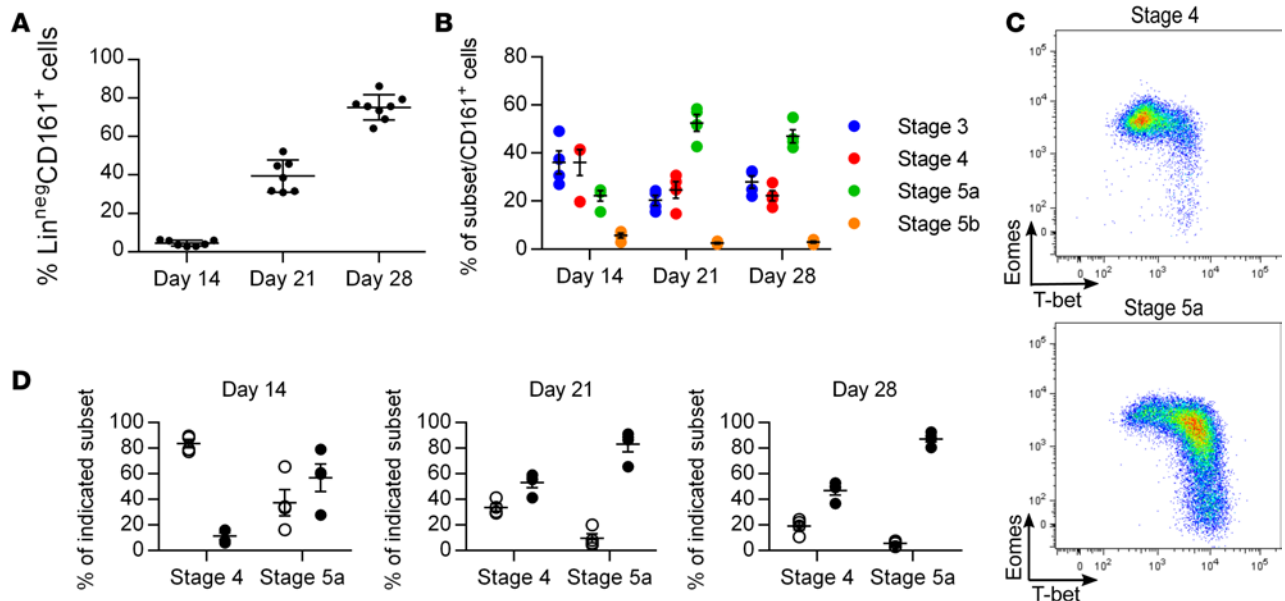 A
% Lin^neg CD161^+ cells
100
80
60
40
20
0
Day 14 Day 21 Day 28
B
% of subset/CD161^+ cells
80
60
40
20
0
Day 14 Day 21 Day 28
Stage 3
Stage 4
Stage 5a
Stage 5b
C
Stage 4
10^5
10^4
10^3
10^2
0
0 10^2 10^3 10^4 10^5
Eomes
T-bet
Stage 5a
10^5
10^4
10^3
10^2
0
0 10^2 10^3 10^4 10^5
Eomes
T-bet
D
Day 14
% of indicated subset
100
80
60
40
20
0
Stage 4 Stage 5a
Day 21
% of indicated subset
100
80
60
40
20
0
Stage 4 Stage 5a
Day 28
% of indicated subset
100
80
60
40
20
0
Stage 4 Stage 5a